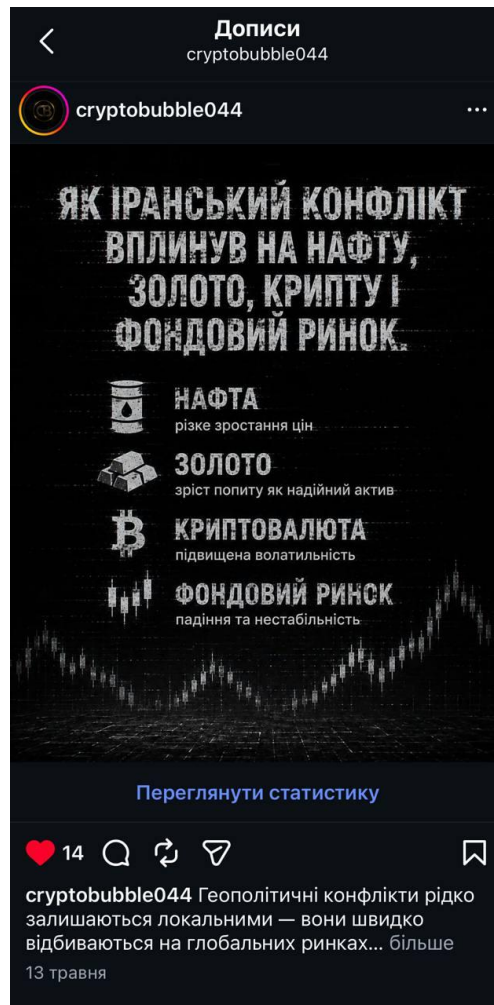 Дописи
cryptobubble044
cryptobubble044
ЯК ІРАНСЬКИЙ КОНФЛІКТ
ВПЛИНУВ НА НАФТУ,
ЗОЛОТО, КРИПТУ І
ФОНДОВИЙ РИНОК.
НАФТА
різке зростання цін
ЗОЛОТО
зріст попиту як надійний актив
КРИПТОВАЛЮТА
підвищена волатильність
ФОНДОВИЙ РИНОК
падіння та нестабільність
Переглянути статистику
14
cryptobubble044 Геополітичні конфлікти рідко
залишаються локальними — вони швидко
відбиваються на глобальних ринках... більше
13 травня